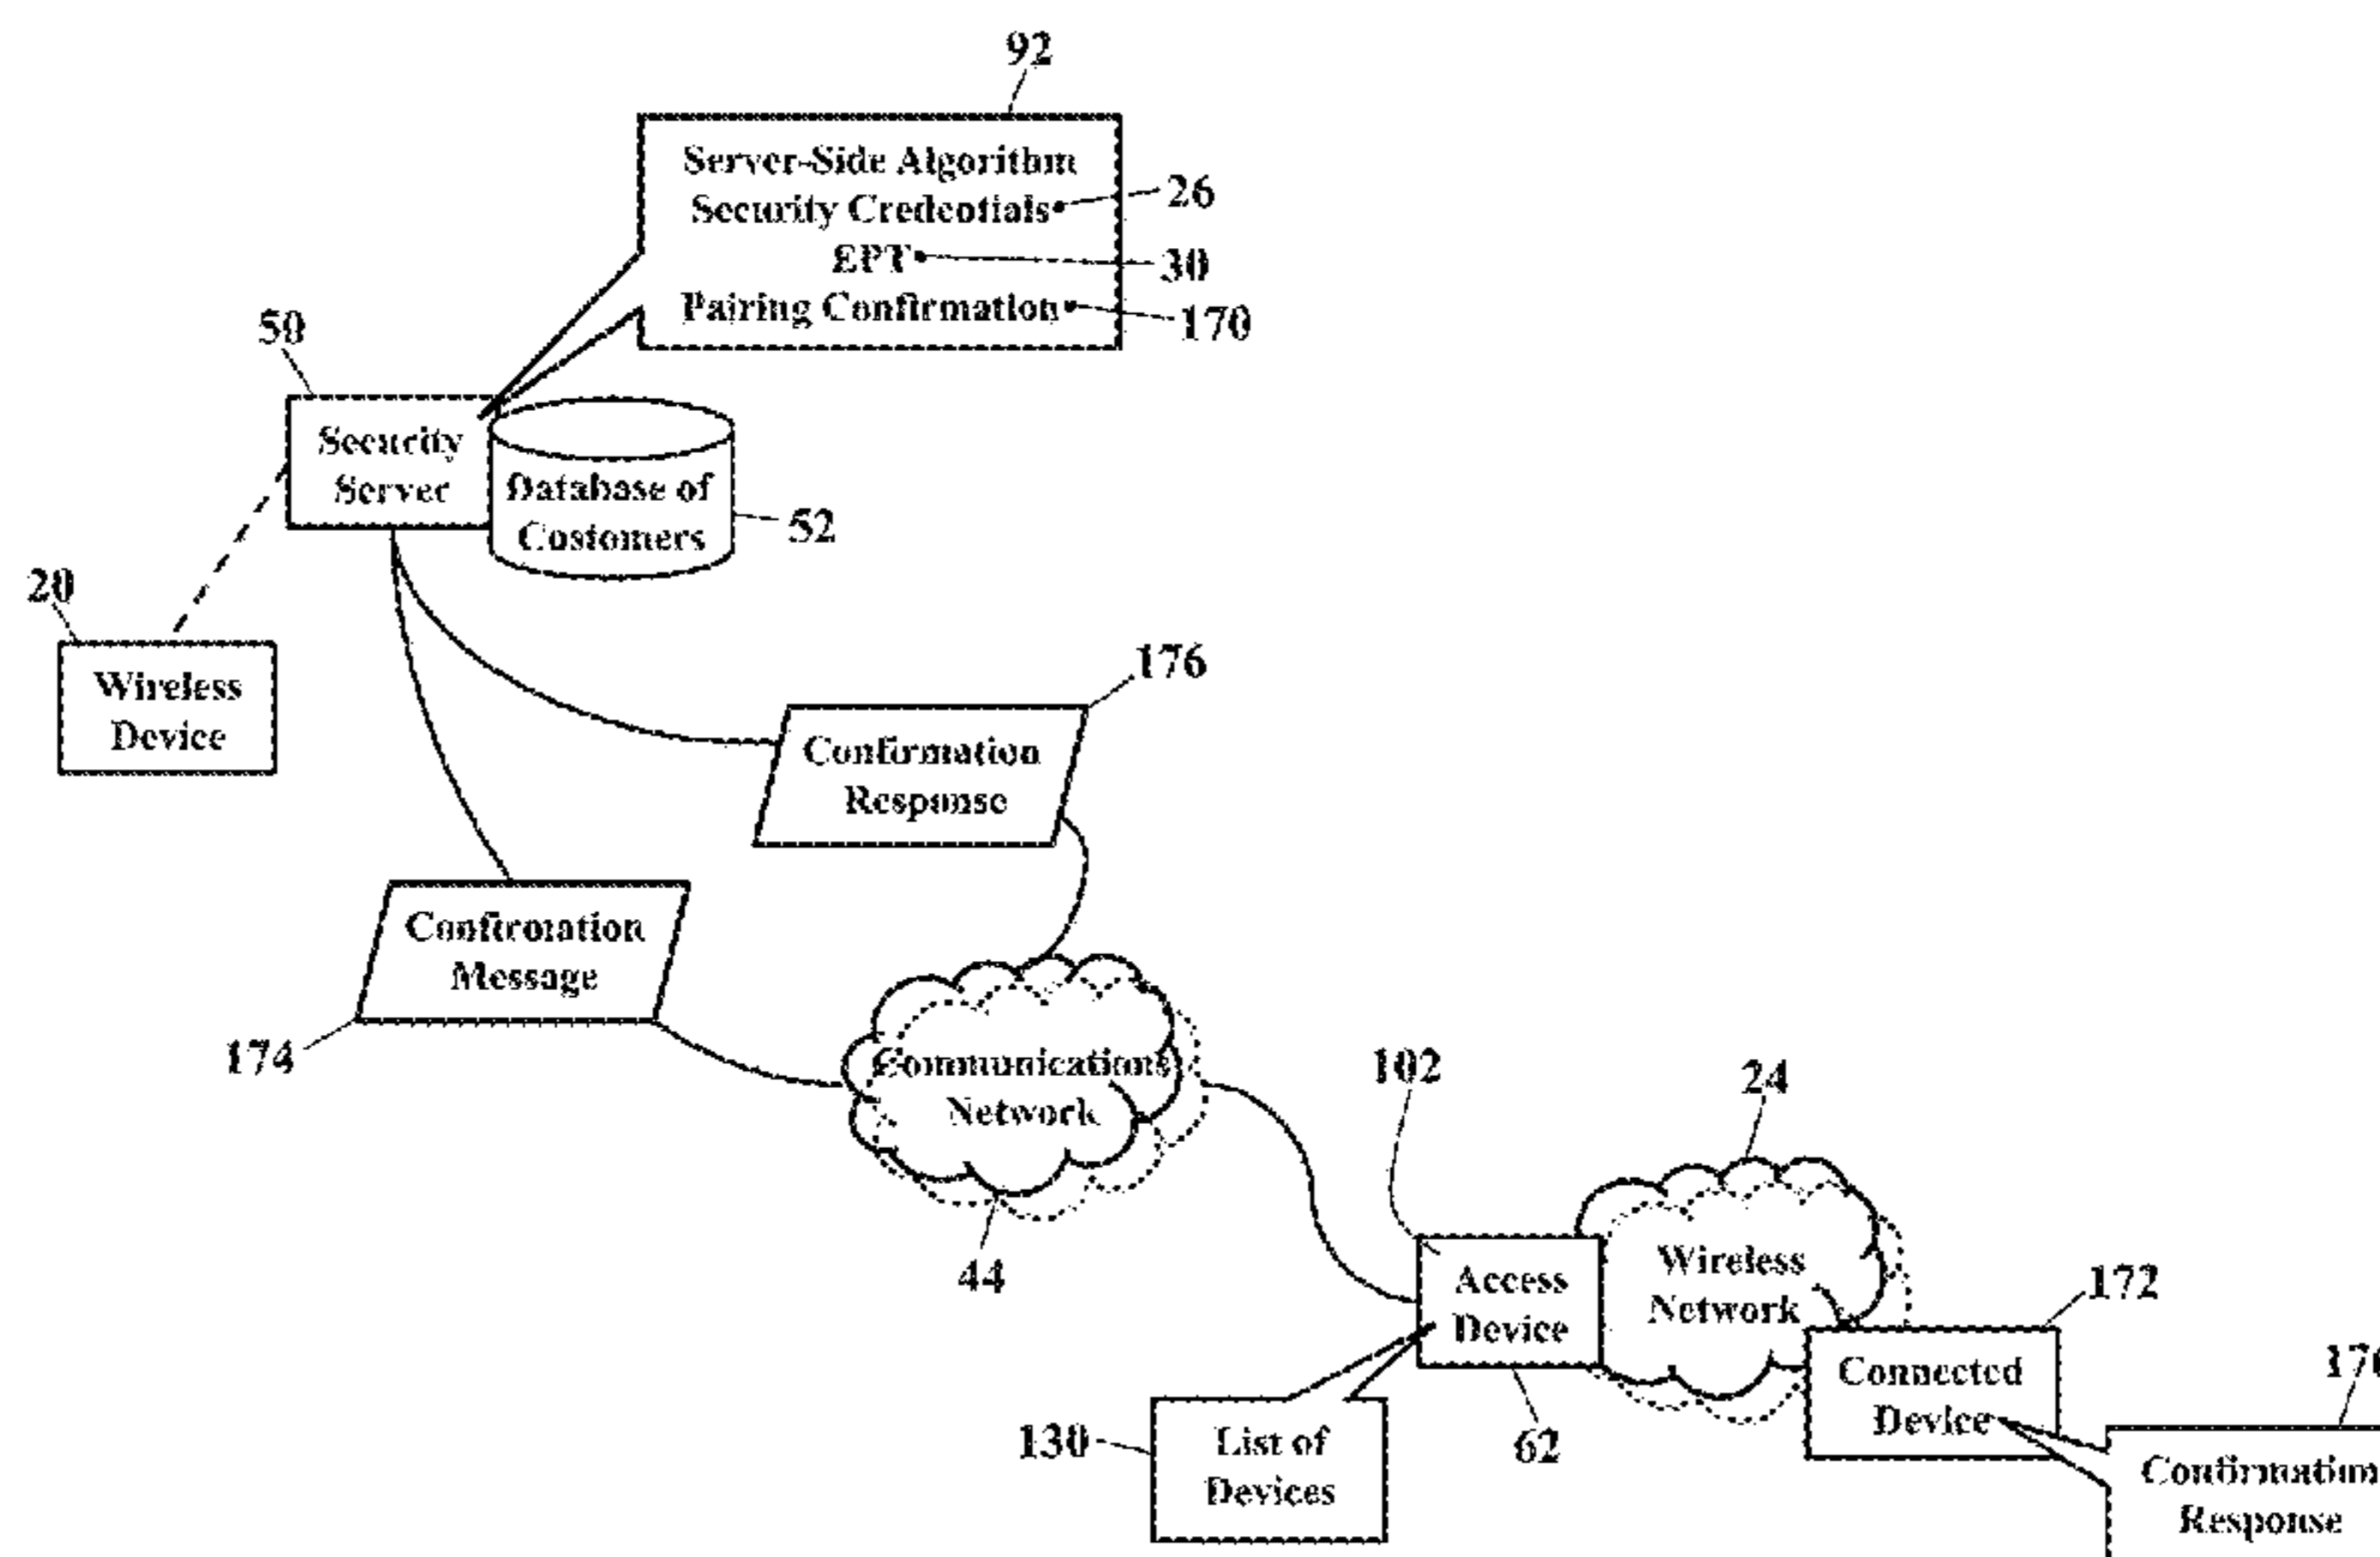 92
Server-Side Algorithm
Security Credentials
26
EPT
30
Pairing Confirmation
170
50
Security
Server
Database of
Customers
52
20
Wireless
Device
176
Confirmation
Response
Confirmation
Message
174
Communications
Network
44
102
24
Access
Device
62
Wireless
Network
172
Connected
Device
130
List of
Devices
Confirmation
Response